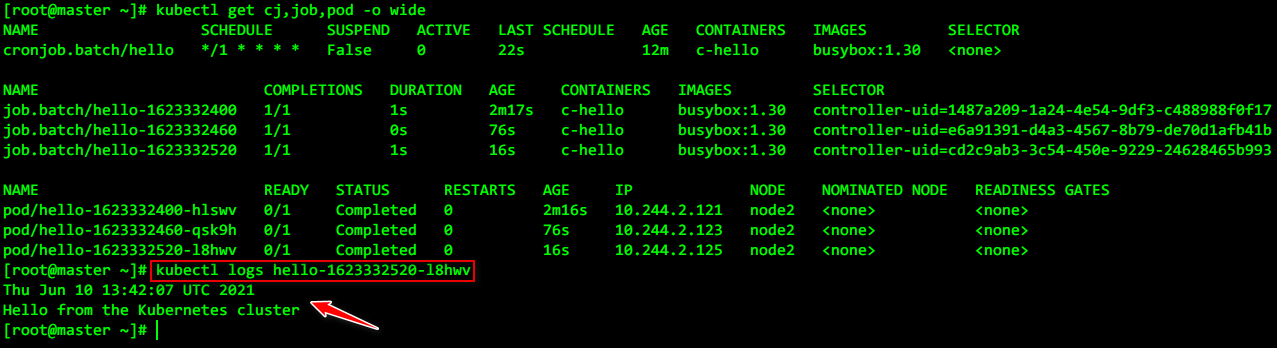 [root@master ~]# kubectl get cj,job,pod -o wide
NAME                  SCHEDULE      SUSPEND   ACTIVE   LAST SCHEDULE   AGE   CONTAINERS   IMAGES         SELECTOR
cronjob.batch/hello   */1 * * * *   False     0        22s             12m   c-hello      busybox:1.30   <none>
NAME                         COMPLETIONS   DURATION   AGE     CONTAINERS   IMAGES         SELECTOR
job.batch/hello-1623332400   1/1           1s         2m17s   c-hello      busybox:1.30   controller-uid=1487a209-1a24-4e54-9df3-c488988f0f17
job.batch/hello-1623332460   1/1           0s         76s     c-hello      busybox:1.30   controller-uid=e6a91391-d4a3-4567-8b79-de70d1afb41b
job.batch/hello-1623332520   1/1           1s         16s     c-hello      busybox:1.30   controller-uid=cd2c9ab3-3c54-450e-9229-24628465b993
NAME                         READY   STATUS      RESTARTS   AGE     IP             NODE    NOMINATED NODE   READINESS GATES
pod/hello-1623332400-hlswv   0/1     Completed   0          2m16s   10.244.2.121   node2   <none>           <none>
pod/hello-1623332460-qsk9h   0/1     Completed   0          76s     10.244.2.123   node2   <none>           <none>
pod/hello-1623332520-l8hwv   0/1     Completed   0          16s     10.244.2.125   node2   <none>           <none>
[root@master ~]# kubectl logs hello-1623332520-l8hwv
Thu Jun 10 13:42:07 UTC 2021
Hello from the Kubernetes cluster
[root@master ~]#